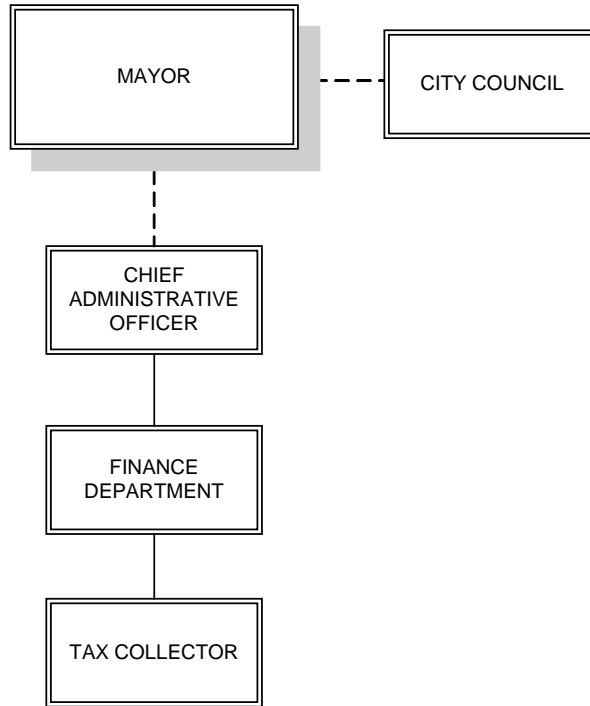 MAYOR
CITY COUNCIL
CHIEF
ADMINISTRATIVE
OFFICER
FINANCE
DEPARTMENT
TAX COLLECTOR